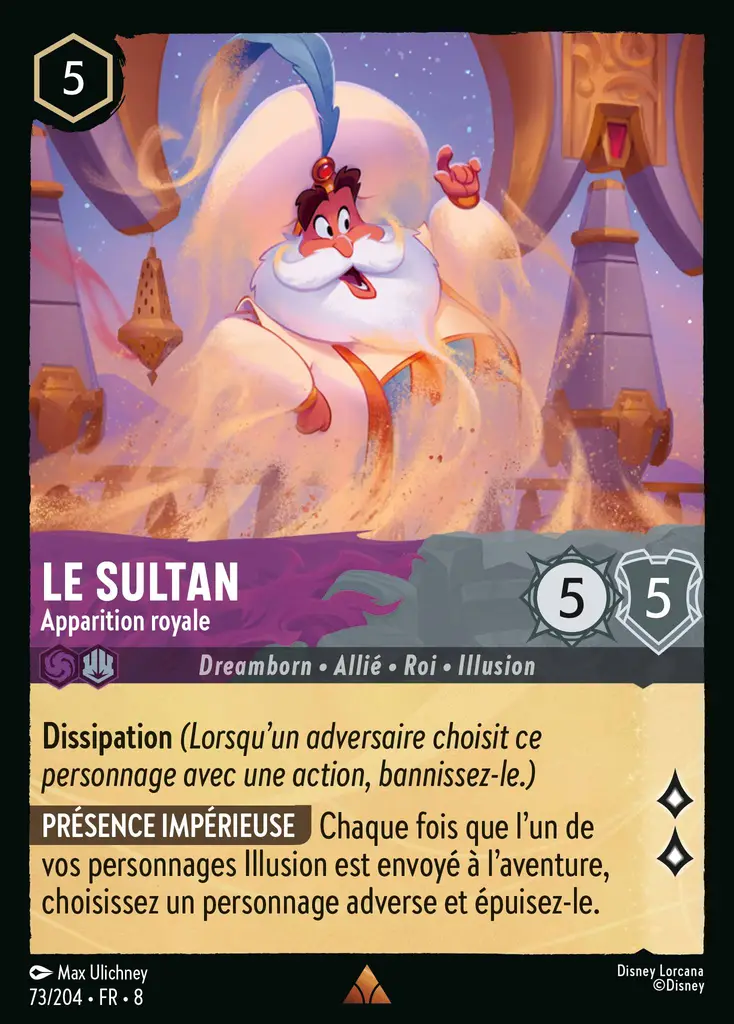 5
LE SULTAN
Apparition royale
5
5
Dreamborn • Allié • Roi • Illusion
Dissipation (Lorsqu'un adversaire choisit ce
personnage avec une action, bannissez-le.)
PRÉSENCE IMPÉRIEUSE Chaque fois que l'un de
vos personnages Illusion est envoyé à l'aventure,
choisissez un personnage adverse et épuisez-le.
Max Ulichney
73/204 • FR • 8
Disney Lorcana
©Disney